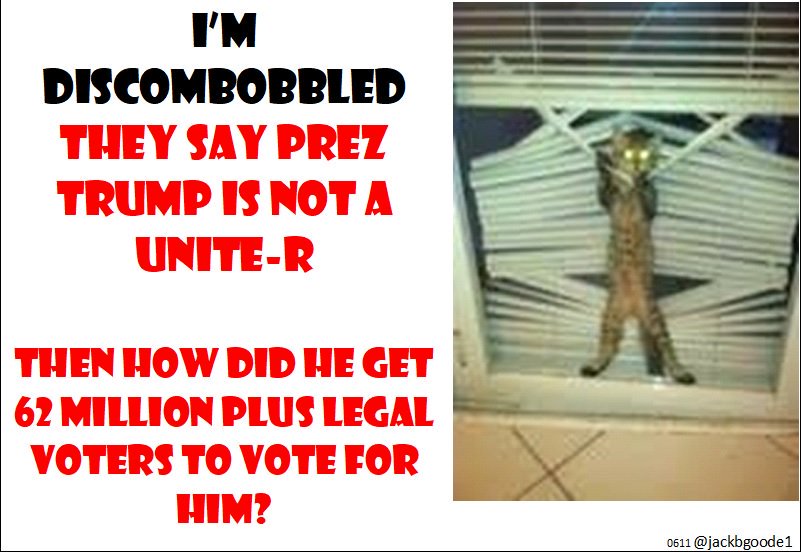 I'M
DISCOMBOBBLED
THEY SAY PREZ
TRUMP IS NOT A
UNITE-R
THEN HOW DID HE GET
62 MILLION PLUS LEGAL
VOTERS TO VOTE FOR
HIM?
0611 @jackbgoode1